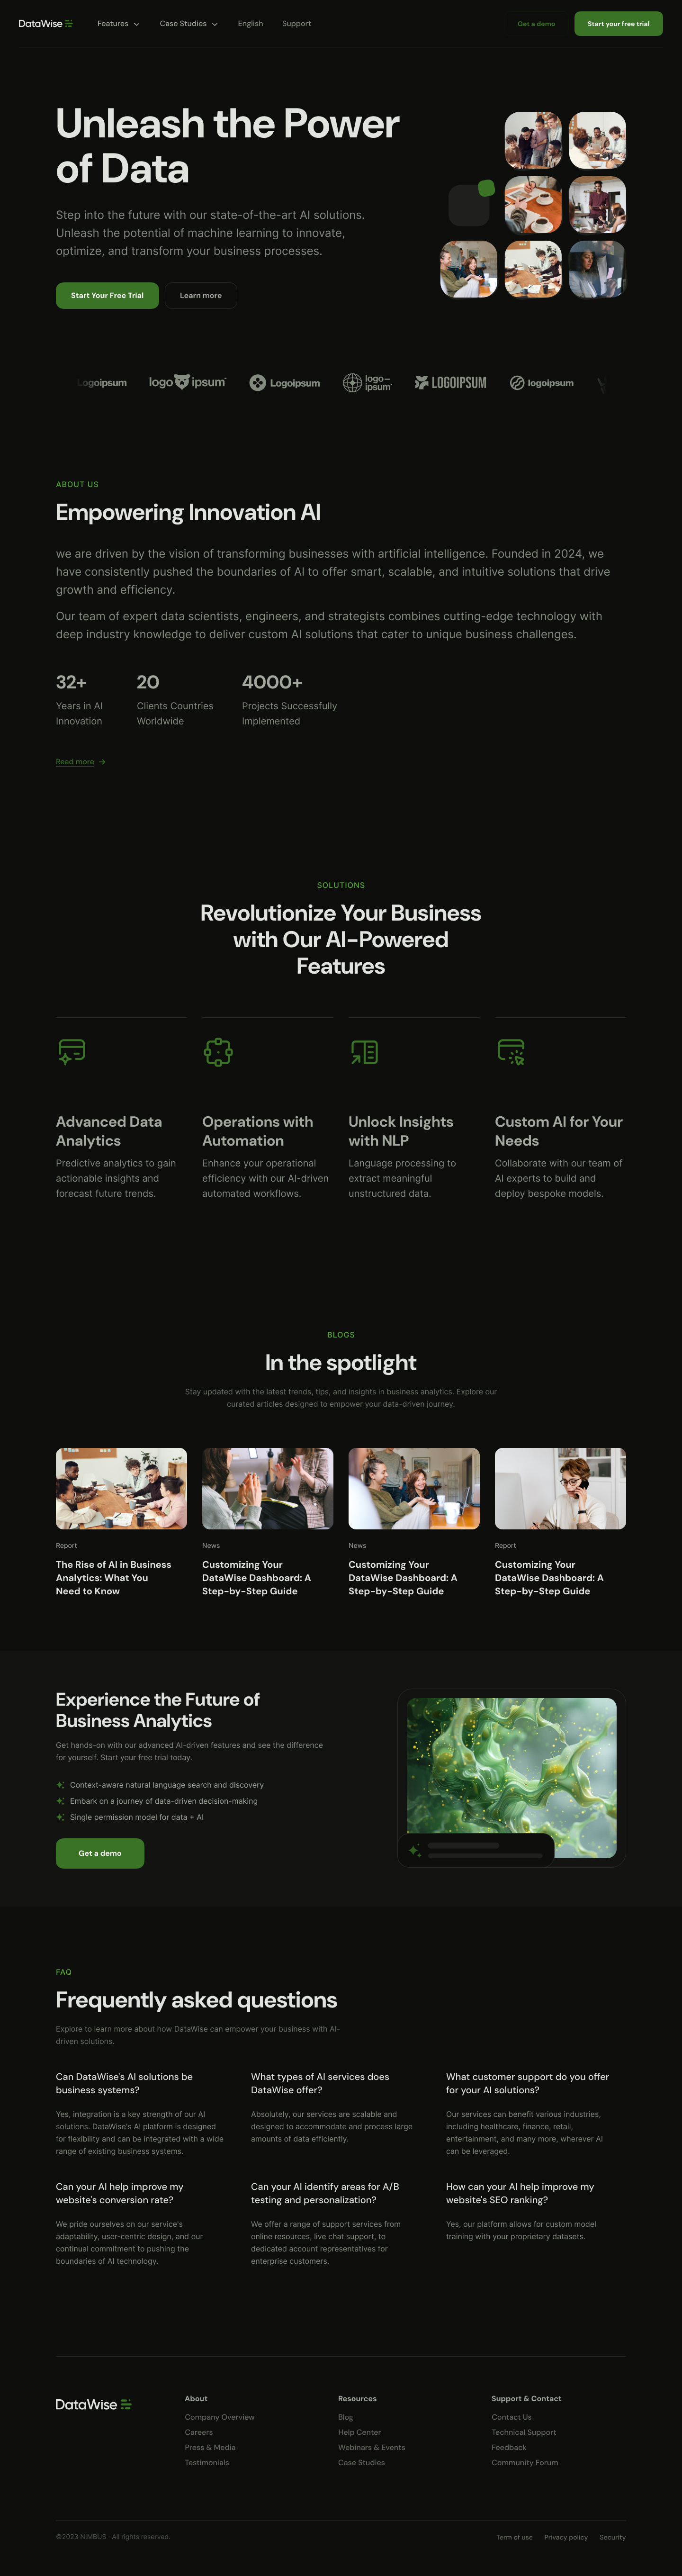 DataWise
Features
Case Studies
English
Support
Get a demo
Start your free trial
Unleash the Power
of Data
Step into the future with our state-of-the-art AI solutions.
Unleash the potential of machine learning to innovate,
optimize, and transform your business processes.
Start Your Free Trial
Learn more
Logoipsum
logo ipsum
Logoipsum
logo
ipsum
LOGOIPSUM
logoipsum
ABOUT US
Empowering Innovation AI
we are driven by the vision of transforming businesses with artificial intelligence. Founded in 2024, we
have consistently pushed the boundaries of AI to offer smart, scalable, and intuitive solutions that drive
growth and efficiency.
Our team of expert data scientists, engineers, and strategists combines cutting-edge technology with
deep industry knowledge to deliver custom AI solutions that cater to unique business challenges.
32+
Years in AI
Innovation
20
Clients Countries
Worldwide
4000+
Projects Successfully
Implemented
Read more →
SOLUTIONS
Revolutionize Your Business
with Our AI-Powered
Features
Advanced Data
Analytics
Predictive analytics to gain
actionable insights and
forecast future trends.
Operations with
Automation
Enhance your operational
efficiency with our AI-driven
automated workflows.
Unlock Insights
with NLP
Language processing to
extract meaningful
unstructured data.
Custom AI for Your
Needs
Collaborate with our team of
AI experts to build and
deploy bespoke models.
BLOGS
In the spotlight
Stay updated with the latest trends, tips, and insights in business analytics. Explore our
curated articles designed to empower your data-driven journey.
Report
The Rise of AI in Business
Analytics: What You
Need to Know
News
Customizing Your
DataWise Dashboard: A
Step-by-Step Guide
News
Customizing Your
DataWise Dashboard: A
Step-by-Step Guide
Report
Customizing Your
DataWise Dashboard: A
Step-by-Step Guide
Experience the Future of
Business Analytics
Get hands-on with our advanced AI-driven features and see the difference
for yourself. Start your free trial today.
Context-aware natural language search and discovery
Embark on a journey of data-driven decision-making
Single permission model for data + AI
Get a demo
FAQ
Frequently asked questions
Explore to learn more about how DataWise can empower your business with AI-
driven solutions.
Can DataWise's AI solutions be
business systems?
Yes, integration is a key strength of our AI
solutions. DataWise's AI platform is designed
for flexibility and can be integrated with a wide
range of existing business systems.
What types of AI services does
DataWise offer?
Absolutely, our services are scalable and
designed to accommodate and process large
amounts of data efficiently.
What customer support do you offer
for your AI solutions?
Our services can benefit various industries,
including healthcare, finance, retail,
entertainment, and many more, wherever AI
can be leveraged.
Can your AI help improve my
website's conversion rate?
We pride ourselves on our service's
adaptability, user-centric design, and our
continual commitment to pushing the
boundaries of AI technology.
Can your AI identify areas for A/B
testing and personalization?
We offer a range of support services from
online resources, live chat support, to
dedicated account representatives for
enterprise customers.
How can your AI help improve my
website's SEO ranking?
Yes, our platform allows for custom model
training with your proprietary datasets.
DataWise
About
Company Overview
Careers
Press & Media
Testimonials
Resources
Blog
Help Center
Webinars & Events
Case Studies
Support & Contact
Contact Us
Technical Support
Feedback
Community Forum
©2023 NIMBUS · All rights reserved.
Term of use
Privacy policy
Security